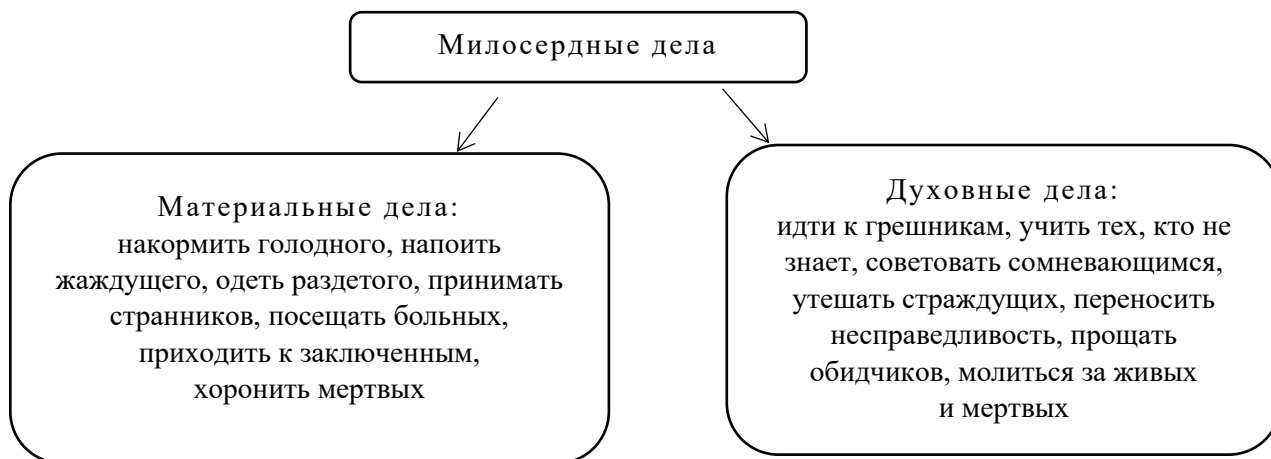 Милосердные дела
Материальные дела:
накормить голодного, напоить
жаждущего, одеть раздетого, принимать
странников, посещать больных,
приходить к заключенным,
хоронить мертвых
Духовные дела:
идти к грешникам, учить тех, кто не
знает, советовать сомневающимся,
утешать страждущих, переносить
несправедливость, прощать
обидчиков, молиться за живых
и мертвых